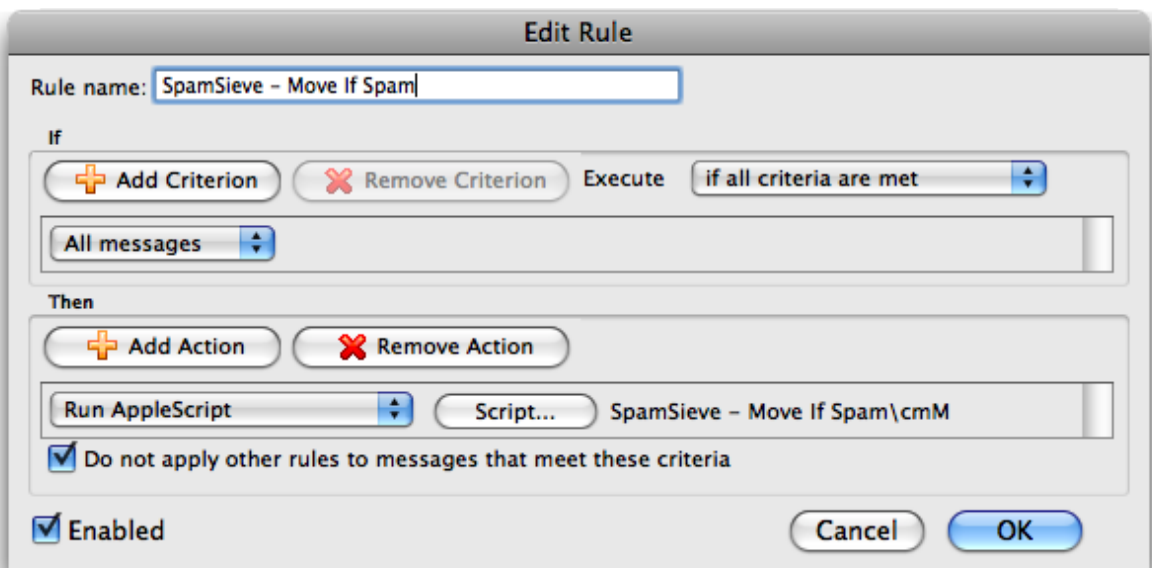 Edit Rule
Rule name: SpamSieve – Move If Spam
If
Add Criterion Remove Criterion Execute if all criteria are met
All messages
Then
Add Action Remove Action
Run AppleScript Script... SpamSieve – Move If Spam\cmM
Do not apply other rules to messages that meet these criteria
Enabled Cancel OK